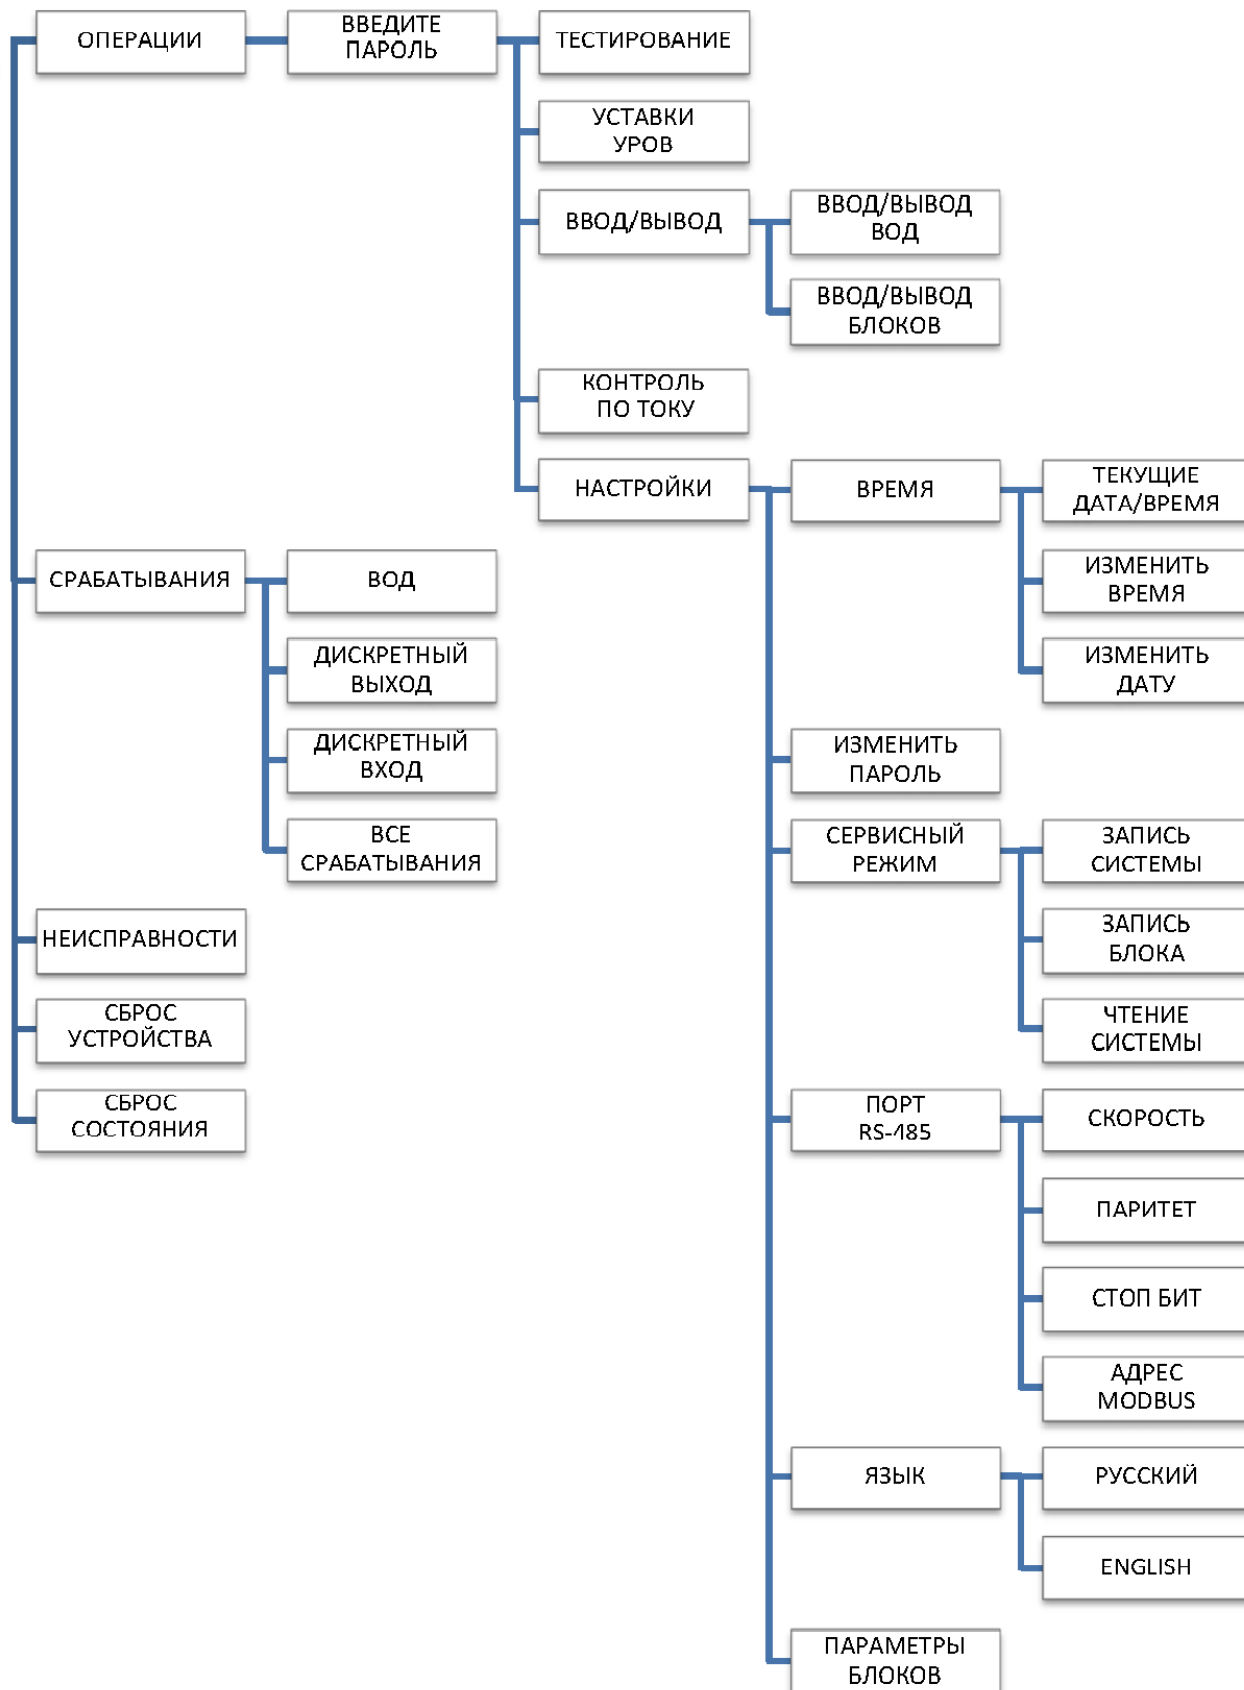 ОПЕРАЦИИ
ВВЕДИТЕ
ПАРОЛЬ
ТЕСТИРОВАНИЕ
УСТАВКИ
УРОВ
ВВОД/ВЫВОД
ВВОД/ВЫВОД
ВОД
ВВОД/ВЫВОД
БЛОКОВ
КОНТРОЛЬ
ПО ТОКУ
НАСТРОЙКИ
ВРЕМЯ
ТЕКУЩИЕ
ДАТА/ВРЕМЯ
ИЗМЕНИТЬ
ВРЕМЯ
ИЗМЕНИТЬ
ДАТУ
ИЗМЕНИТЬ
ПАРОЛЬ
СЕРВИСНЫЙ
РЕЖИМ
ЗАПИСЬ
СИСТЕМЫ
ЗАПИСЬ
БЛОКА
ЧТЕНИЕ
СИСТЕМЫ
ПОРТ
RS-485
СКОРОСТЬ
ПАРИТЕТ
СТОП БИТ
АДРЕС
MODBUS
ЯЗЫК
РУССКИЙ
ENGLISH
ПАРАМЕТРЫ
БЛОКОВ
СРАБАТЫВАНИЯ
ВОД
ДИСКРЕТНЫЙ
ВЫХОД
ДИСКРЕТНЫЙ
ВХОД
ВСЕ
СРАБАТЫВАНИЯ
НЕИСПРАВНОСТИ
СБРОС
УСТРОЙСТВА
СБРОС
СОСТОЯНИЯ